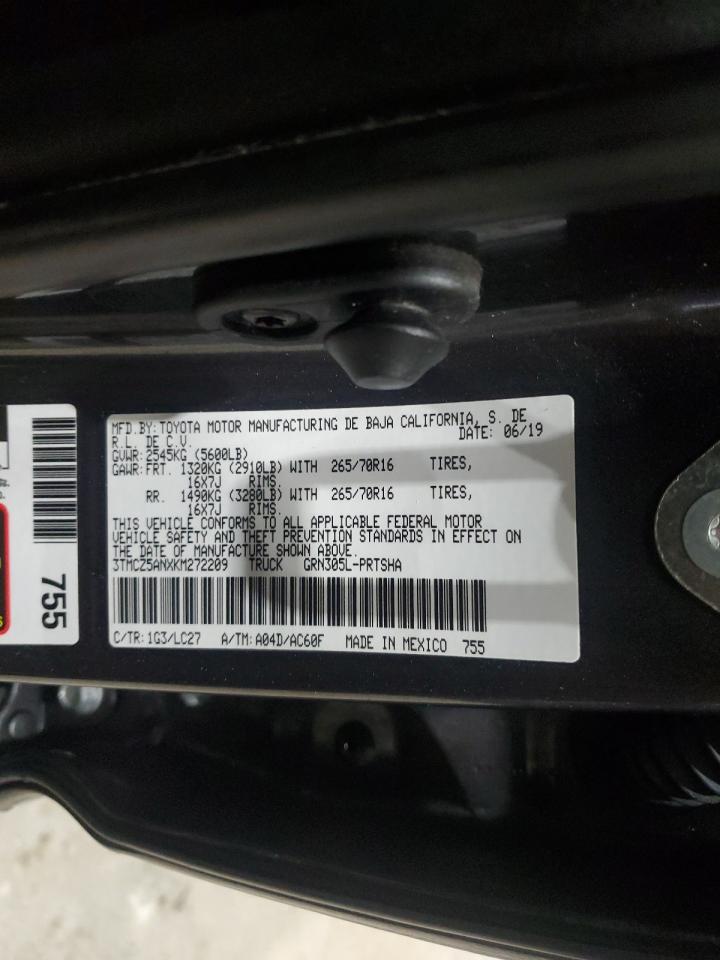 MFD.BY:TOYOTA MOTOR MANUFACTURING DE BAJA CALIFORNIA, S. DE
R.L. DE C.V. DATE: 06/19
GVWR:2545KG (5600LB)
GAWR:FRT. 1320KG (2910LB) WITH 265/70R16 TIRES,
16X7J RIMS.
RR. 1490KG (3280LB) WITH 265/70R16 TIRES,
16X7J RIMS.
THIS VEHICLE CONFORMS TO ALL APPLICABLE FEDERAL MOTOR
VEHICLE SAFETY AND THEFT PREVENTION STANDARDS IN EFFECT ON
THE DATE OF MANUFACTURE SHOWN ABOVE.
3TMCZ5ANXKM272209 TRUCK GRN305L-PRTSHA
C/TR:1G3/LC27 A/TM:A04D/AC60F MADE IN MEXICO 755
755